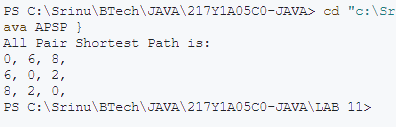 PS C:\Srinu\BTech\JAVA\217Y1A05C0-JAVA> cd "c:\Sr
ava APSP }
All Pair Shortest Path is:
0, 6, 8,
6, 0, 2,
8, 2, 0,
PS C:\Srinu\BTech\JAVA\217Y1A05C0-JAVA\LAB 11>